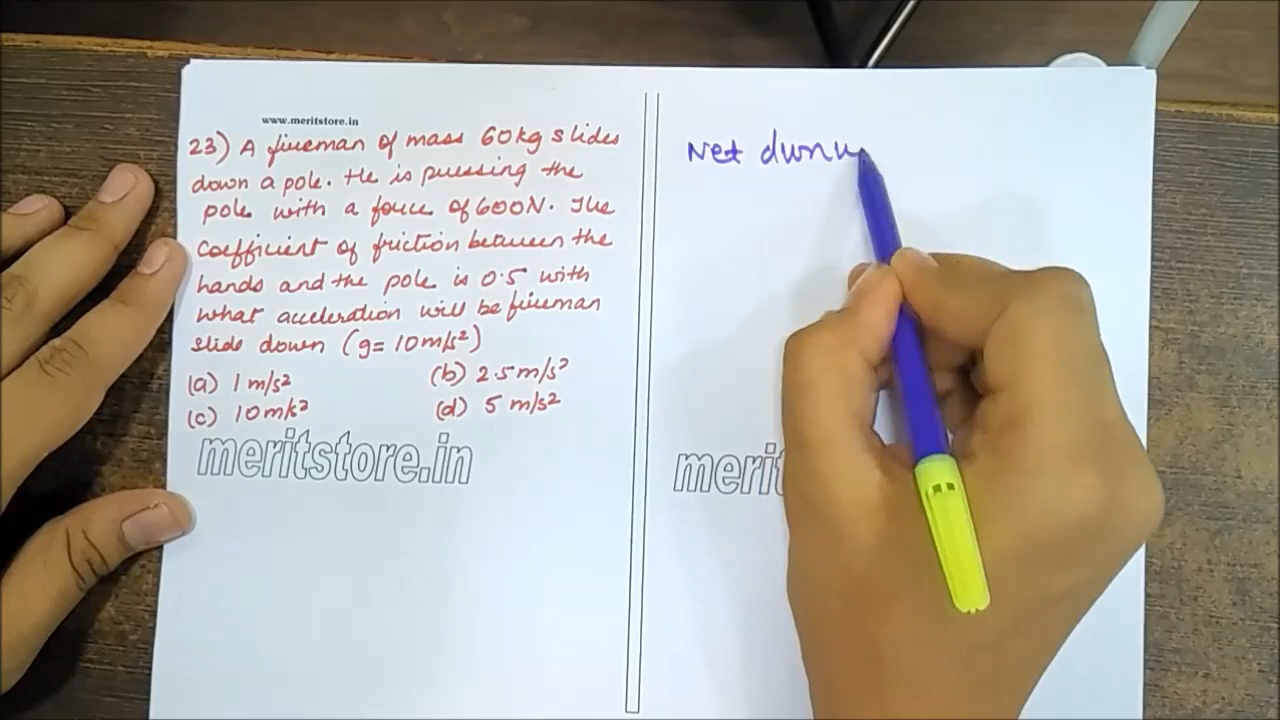 www.meritstore.in
23) A fireman of mass 60kg slides
down a pole. He is pressing the
pole with a force of 600N. The
coefficient of friction between the
hands and the pole is 0.5 with
what acceleration will be fireman
slide down (g= 10m/s²)
(a) 1 m/s² (b) 2.5 m/s²
(c) 10 m/s² (d) 5 m/s²
meritstore.in
Net
merit